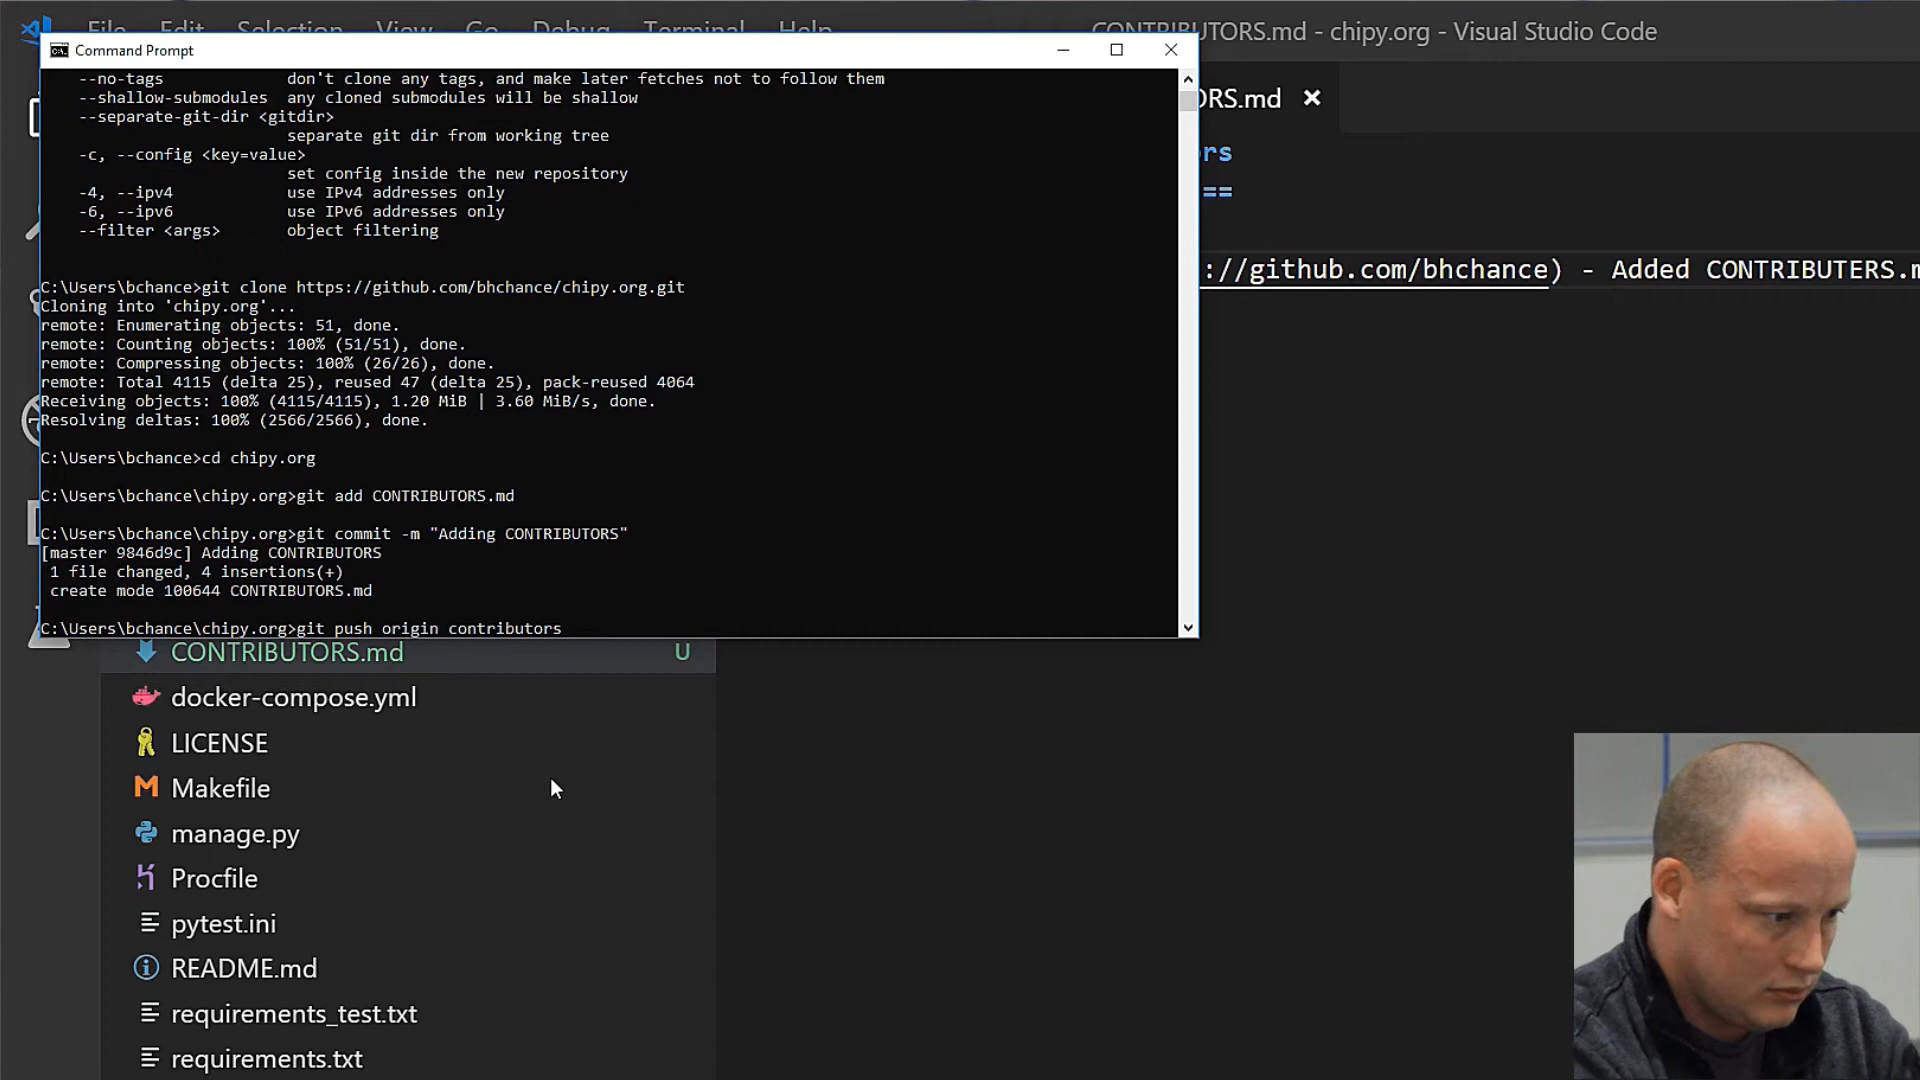 File Edit Selection View Go Debug Terminal Help CONTRIBUTORS.md - chipy.org - Visual Studio Code
Command Prompt
--no-tags don't clone any tags, and make later fetches not to follow them
--shallow-submodules any cloned submodules will be shallow
--separate-git-dir <gitdir>
separate git dir from working tree
-c, --config <key=value>
set config inside the new repository
-4, --ipv4 use IPv4 addresses only
-6, --ipv6 use IPv6 addresses only
--filter <args> object filtering
C:\Users\bchance>git clone https://github.com/bhchance/chipy.org.git
Cloning into 'chipy.org'...
remote: Enumerating objects: 51, done.
remote: Counting objects: 100% (51/51), done.
remote: Compressing objects: 100% (26/26), done.
remote: Total 4115 (delta 25), reused 47 (delta 25), pack-reused 4064
Receiving objects: 100% (4115/4115), 1.20 MiB | 3.60 MiB/s, done.
Resolving deltas: 100% (2566/2566), done.
C:\Users\bchance>cd chipy.org
C:\Users\bchance\chipy.org>git add CONTRIBUTORS.md
C:\Users\bchance\chipy.org>git commit -m "Adding CONTRIBUTORS"
[master 9846d9c] Adding CONTRIBUTORS
1 file changed, 4 insertions(+)
create mode 100644 CONTRIBUTORS.md
C:\Users\bchance\chipy.org>git push origin contributors
ORS.md
rs
==
://github.com/bhchance) - Added CONTRIBUTERS.m
CONTRIBUTORS.md U
docker-compose.yml
LICENSE
Makefile
manage.py
Procfile
pytest.ini
README.md
requirements_test.txt
requirements.txt